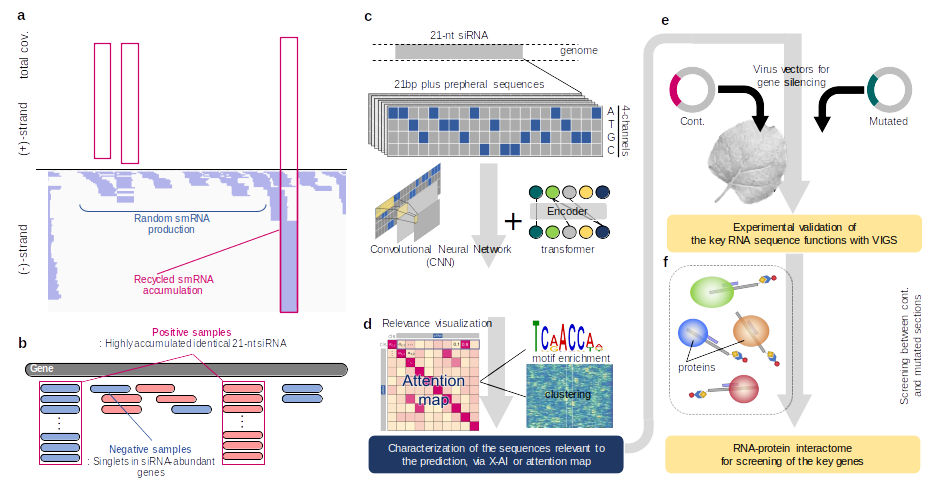 a
total cov.
(+)-strand
(-)-strand
Random smRNA
production
Recycled smRNA
accumulation
b
Positive samples
: Highly accumulated identical 21-nt siRNA
Gene
Negative samples
: Singlets in siRNA abundant
genes
c
21-nt siRNA
genome
21bp plus prepheral sequences
A
T
G
C
4-channels
Convolutional Neural Network
(CNN)
+
Encoder
transformer
d
Relevance visualization
Attention
map
TCAACCA
motif enrichment
clustering
Characterization of the sequences relevant to
the prediction, via X-AI or attention map
e
Virus vectors for
gene silencing
Cont.
Mutated
Experimental validation of
the key RNA sequence functions with VIGS
f
proteins
Screening between cont.
and mutated sections
RNA-protein interactome
for screening of the key genes